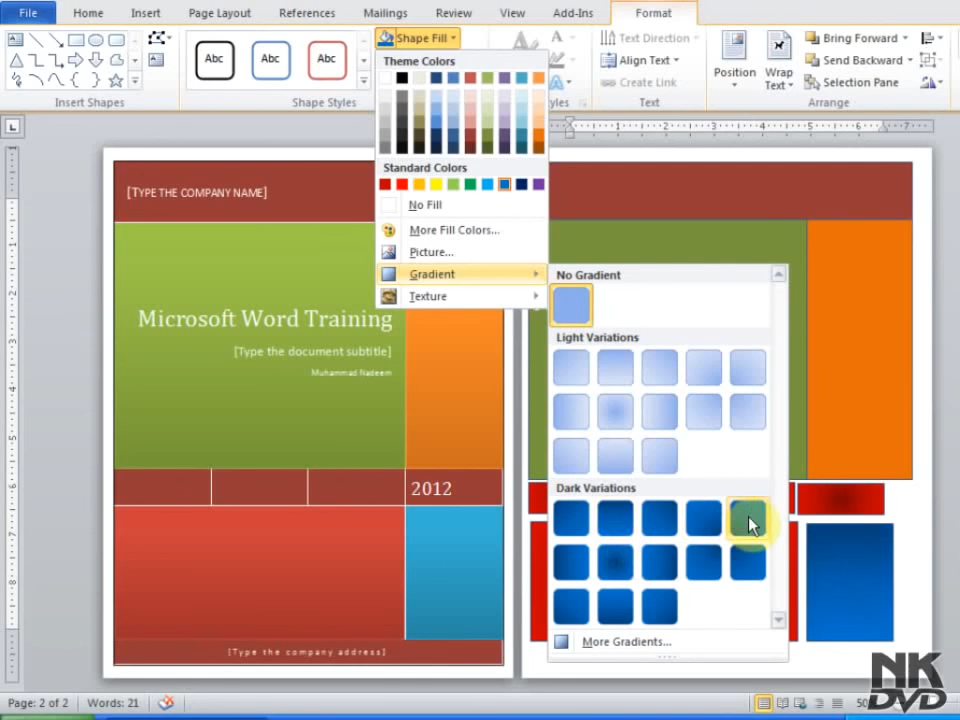 File Home Insert Page Layout References Mailings Review View Add-Ins Format
Abc Abc Abc
Shape Fill
Text Direction
Align Text
Create Link
Position
Wrap
Text
Bring Forward
Send Backward
Selection Pane
Insert Shapes Shape Styles Text Arrange
Theme Colors
Standard Colors
No Fill
More Fill Colors...
Picture...
Gradient
Texture
No Gradient
Light Variations
Dark Variations
More Gradients...
[TYPE THE COMPANY NAME]
Microsoft Word Training
[Type the document subtitle]
Muhammad Nadeem
2012
[Type the company address]
Page: 2 of 2 Words: 21
NK
DVD